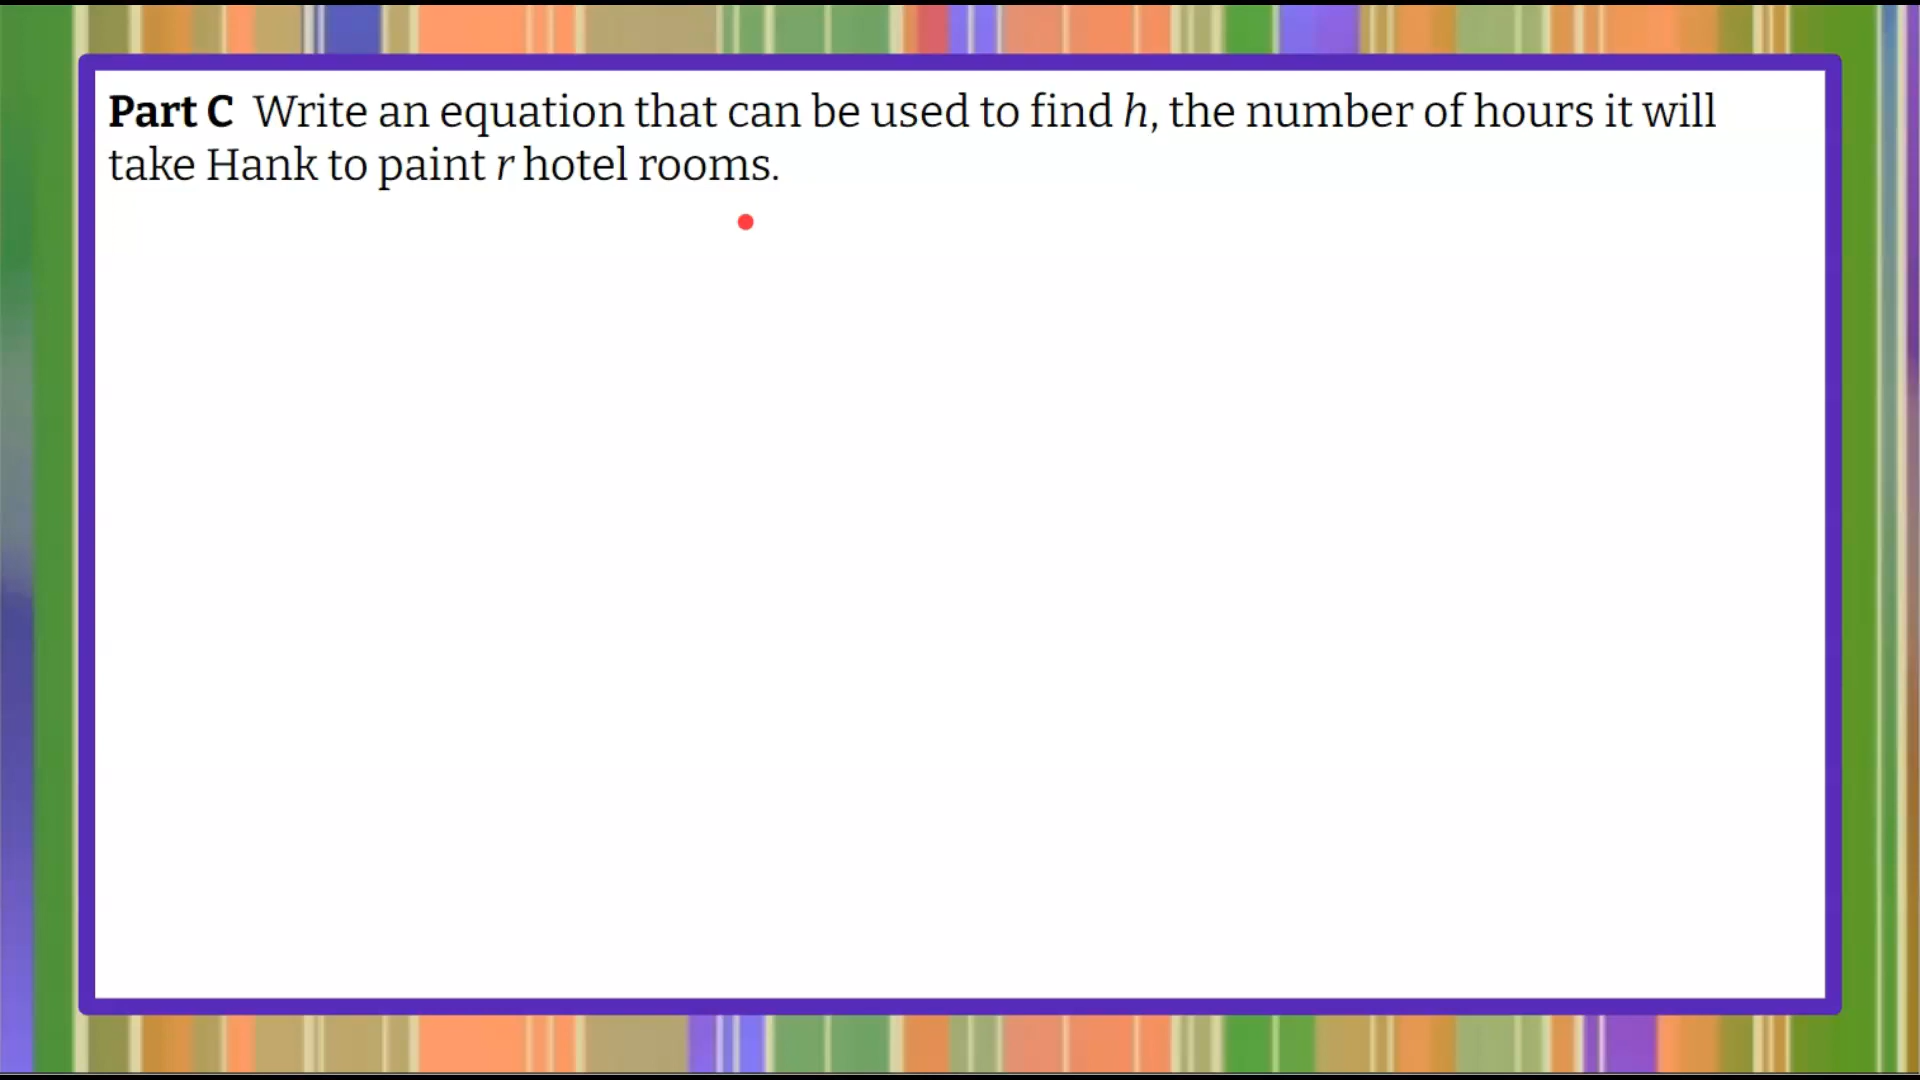 Part C Write an equation that can be used to find h, the number of hours it will
take Hank to paint r hotel rooms.